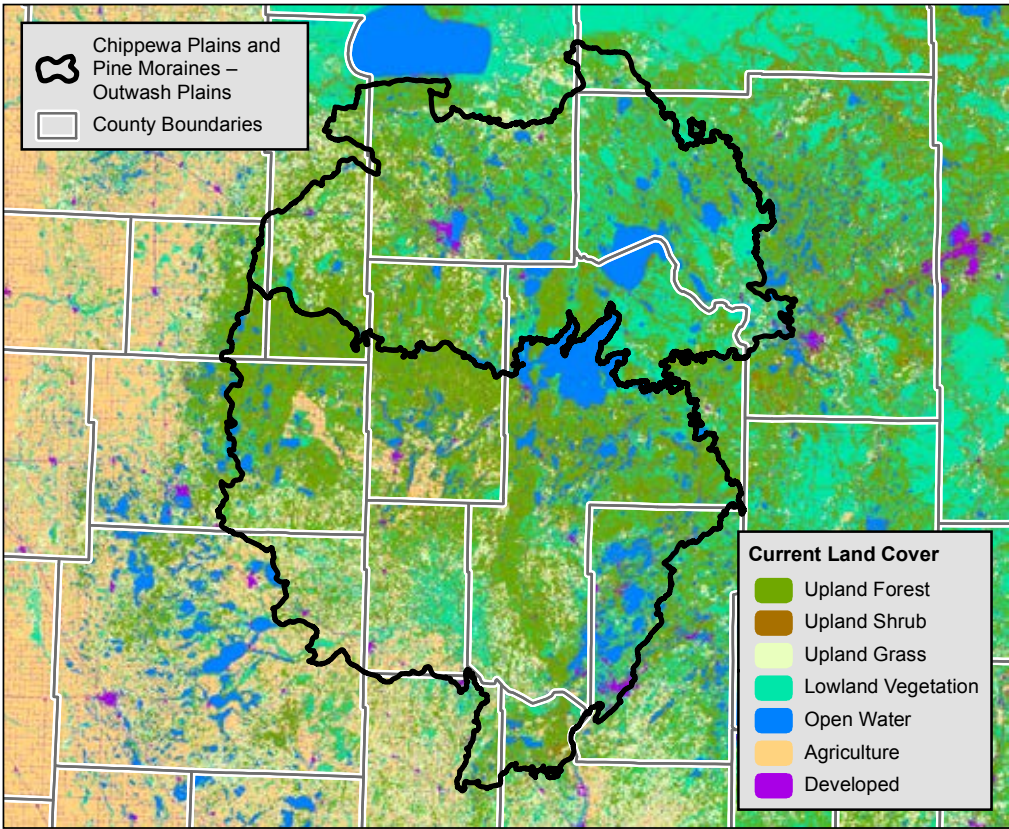 Chippewa Plains and
Pine Moraines –
Outwash Plains
County Boundaries
Current Land Cover
Upland Forest
Upland Shrub
Upland Grass
Lowland Vegetation
Open Water
Agriculture
Developed